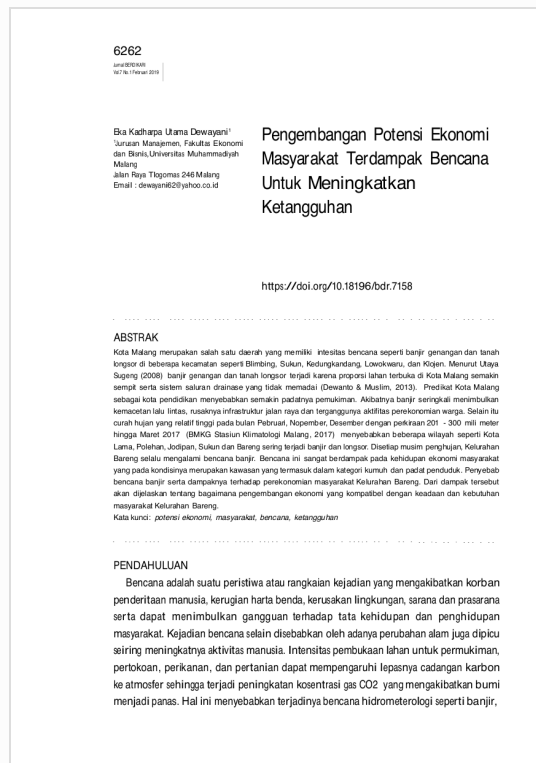 6262
Jurnal BERDIKARI
Vol.7 No.1 Februari 2019
Eka Kadharpa Utama Dewayani¹
¹Jurusan Manajemen, Fakultas Ekonomi
dan Bisnis,Universitas Muhammadiyah
Malang
Jalan Raya Tlogomas 246 Malang
Email : dewayani62@yahoo.co.id
Pengembangan Potensi Ekonomi
Masyarakat Terdampak Bencana
Untuk Meningkatkan
Ketangguhan
https://doi.org/10.18196/bdr.7158
ABSTRAK
Kota Malang merupakan salah satu daerah yang memiliki intesitas bencana seperti banjir genangan dan tanah
longsor di beberapa kecamatan seperti Blimbing, Sukun, Kedungkandang, Lowokwaru, dan Klojen. Menurut Utaya
Sugeng (2008) banjir genangan dan tanah longsor terjadi karena proporsi lahan terbuka di Kota Malang semakin
sempit serta sistem saluran drainase yang tidak memadai (Dewanto & Muslim, 2013). Predikat Kota Malang
sebagai kota pendidikan menyebabkan semakin padatnya pemukiman. Akibatnya banjir seringkali menimbulkan
kemacetan lalu lintas, rusaknya infrastruktur jalan raya dan terganggunya aktifitas perekonomian warga. Selain itu
curah hujan yang relatif tinggi pada bulan Pebruari, Nopember, Desember dengan perkiraan 201 - 300 mili meter
hingga Maret 2017 (BMKG Stasiun Klimatologi Malang, 2017) menyebabkan beberapa wilayah seperti Kota
Lama, Polehan, Jodipan, Sukun dan Bareng sering terjadi banjir dan longsor. Disetiap musim penghujan, Kelurahan
Bareng selalu mengalami bencana banjir. Bencana ini sangat berdampak pada kehidupan ekonomi masyarakat
yang pada kondisinya merupakan kawasan yang termasuk dalam kategori kumuh dan padat penduduk. Penyebab
bencana banjir serta dampaknya terhadap perekonomian masyarakat Kelurahan Bareng. Dari dampak tersebut
akan dijelaskan tentang bagaimana pengembangan ekonomi yang kompatibel dengan keadaan dan kebutuhan
masyarakat Kelurahan Bareng.
Kata kunci: potensi ekonomi, masyarakat, bencana, ketangguhan
PENDAHULUAN
Bencana adalah suatu peristiwa atau rangkaian kejadian yang mengakibatkan korban
penderitaan manusia, kerugian harta benda, kerusakan lingkungan, sarana dan prasarana
serta dapat menimbulkan gangguan terhadap tata kehidupan dan penghidupan
masyarakat. Kejadian bencana selain disebabkan oleh adanya perubahan alam juga dipicu
seiring meningkatnya aktivitas manusia. Intensitas pembukaan lahan untuk permukiman,
pertokoan, perikanan, dan pertanian dapat mempengaruhi lepasnya cadangan karbon
ke atmosfer sehingga terjadi peningkatan kosentrasi gas CO2 yang mengakibatkan bumi
menjadi panas. Hal ini menyebabkan terjadinya bencana hidrometerologi seperti banjir,